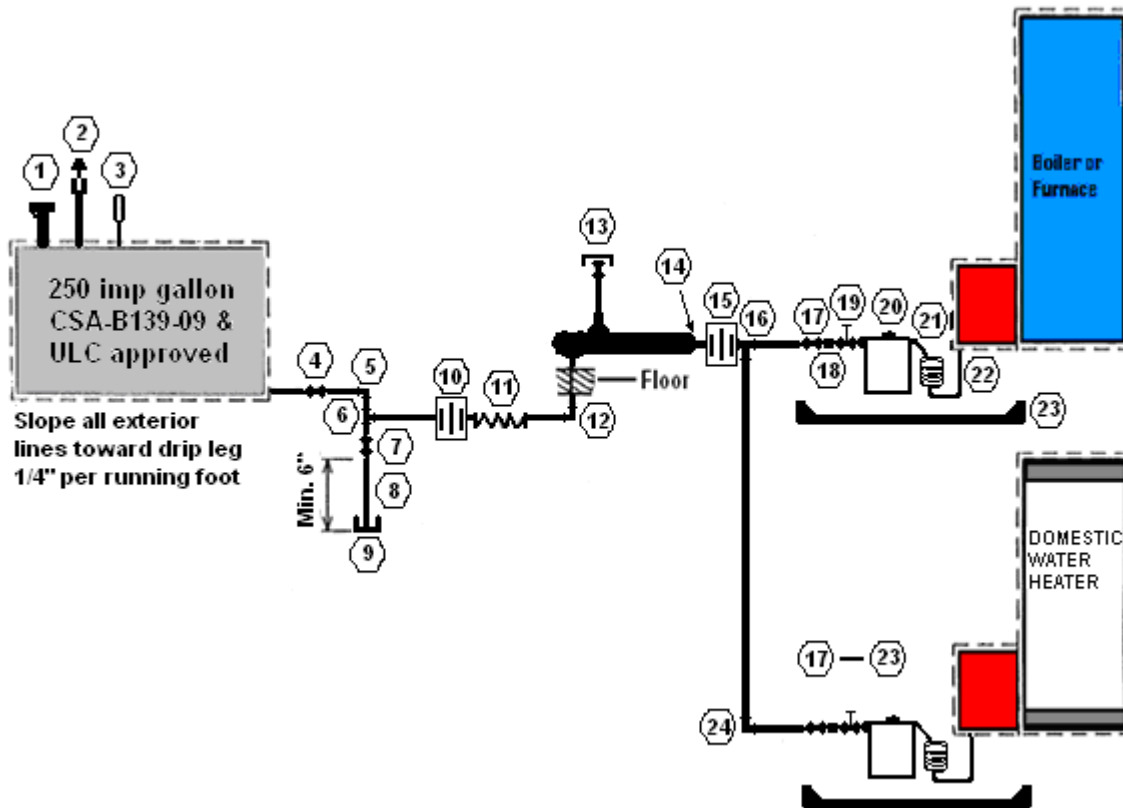 1
2
3
250 imp gallon
CSA-B139-09 &
ULC approved
Slope all exterior
lines toward drip leg
1/4" per running foot
4
5
6
7
Min. 6"
8
9
10
11
12
Floor
13
14
15
16
17
18
19
20
21
22
23
Boiler or
Furnace
17
23
24
DOMESTIC
WATER
HEATER